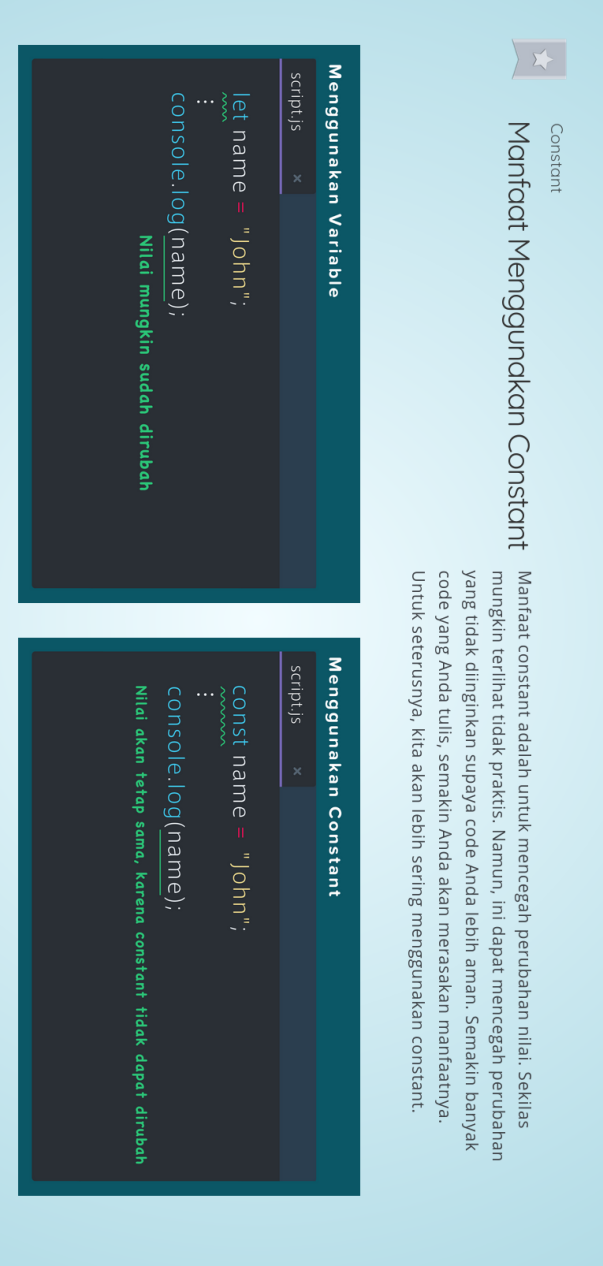 Constant
Manfaat Menggunakan Constant
Manfaat constant adalah untuk mencegah perubahan nilai. Sekilas
mungkin terlihat tidak praktis. Namun, ini dapat mencegah perubahan
yang tidak diinginkan supaya code Anda lebih aman. Semakin banyak
code yang Anda tulis, semakin Anda akan merasakan manfaatnya.
Untuk seterusnya, kita akan lebih sering menggunakan constant.
Menggunakan Variable
script.js ×
let name = "John";
⋮
console.log(name);
Nilai mungkin sudah dirubah
Menggunakan Constant
script.js ×
const name = "John";
⋮
console.log(name);
Nilai akan tetap sama, karena constant tidak dapat dirubah